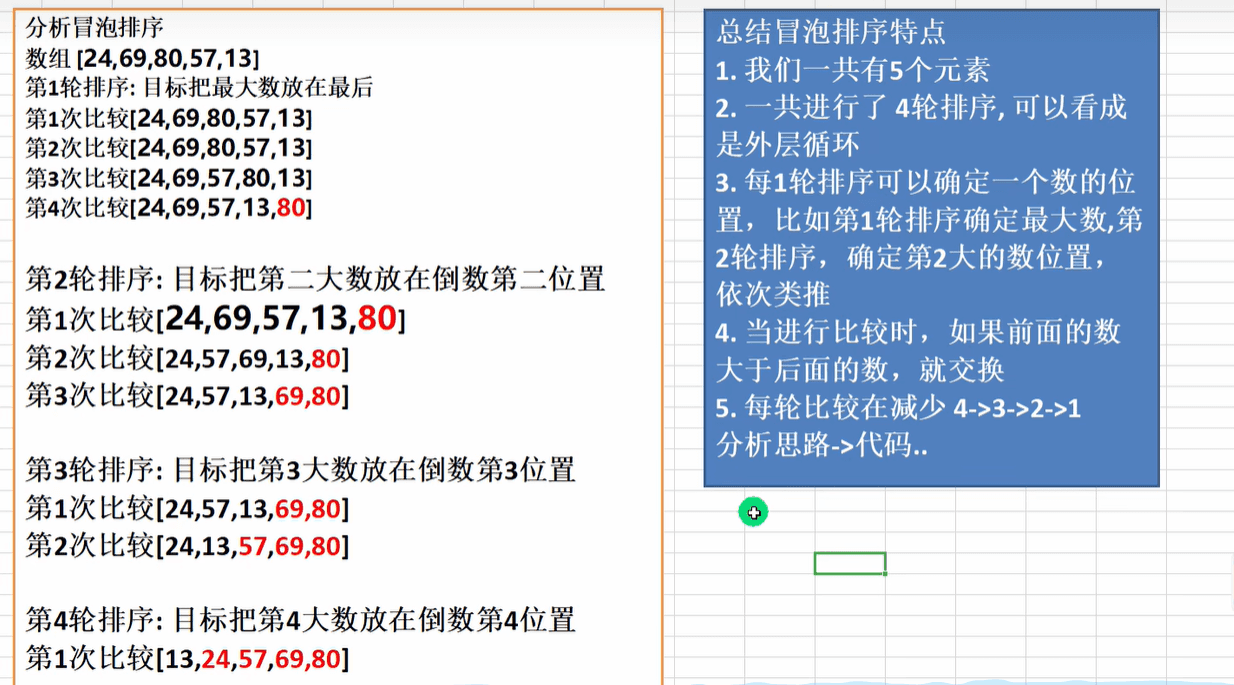 分析冒泡排序
数组 [24,69,80,57,13]
第1轮排序: 目标把最大数放在最后
第1次比较[24,69,80,57,13]
第2次比较[24,69,80,57,13]
第3次比较[24,69,57,80,13]
第4次比较[24,69,57,13,80]
第2轮排序: 目标把第二大数放在倒数第二位置
第1次比较[24,69,57,13,80]
第2次比较[24,57,69,13,80]
第3次比较[24,57,13,69,80]
第3轮排序: 目标把第3大数放在倒数第3位置
第1次比较[24,57,13,69,80]
第2次比较[24,13,57,69,80]
第4轮排序: 目标把第4大数放在倒数第4位置
第1次比较[13,24,57,69,80]
总结冒泡排序特点
1. 我们一共有5个元素
2. 一共进行了 4轮排序, 可以看成
是外层循环
3. 每1轮排序可以确定一个数的位
置，比如第1轮排序确定最大数,第
2轮排序，确定第2大的数位置，
依次类推
4. 当进行比较时，如果前面的数
大于后面的数，就交换
5. 每轮比较在减少 4->3->2->1
分析思路->代码..